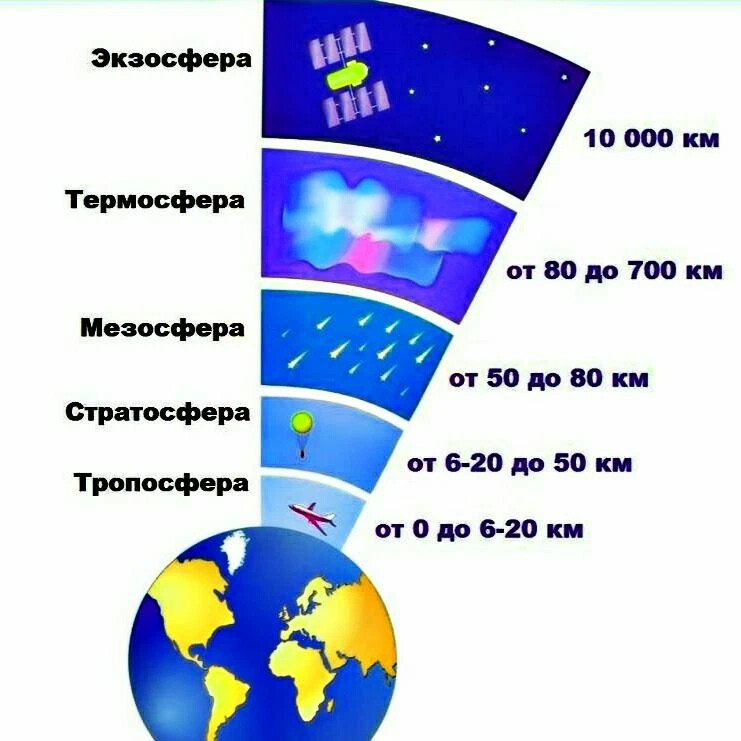 Экзосфера
10 000 км
Термосфера
от 80 до 700 км
Мезосфера
от 50 до 80 км
Стратосфера
от 6-20 до 50 км
Тропосфера
от 0 до 6-20 км